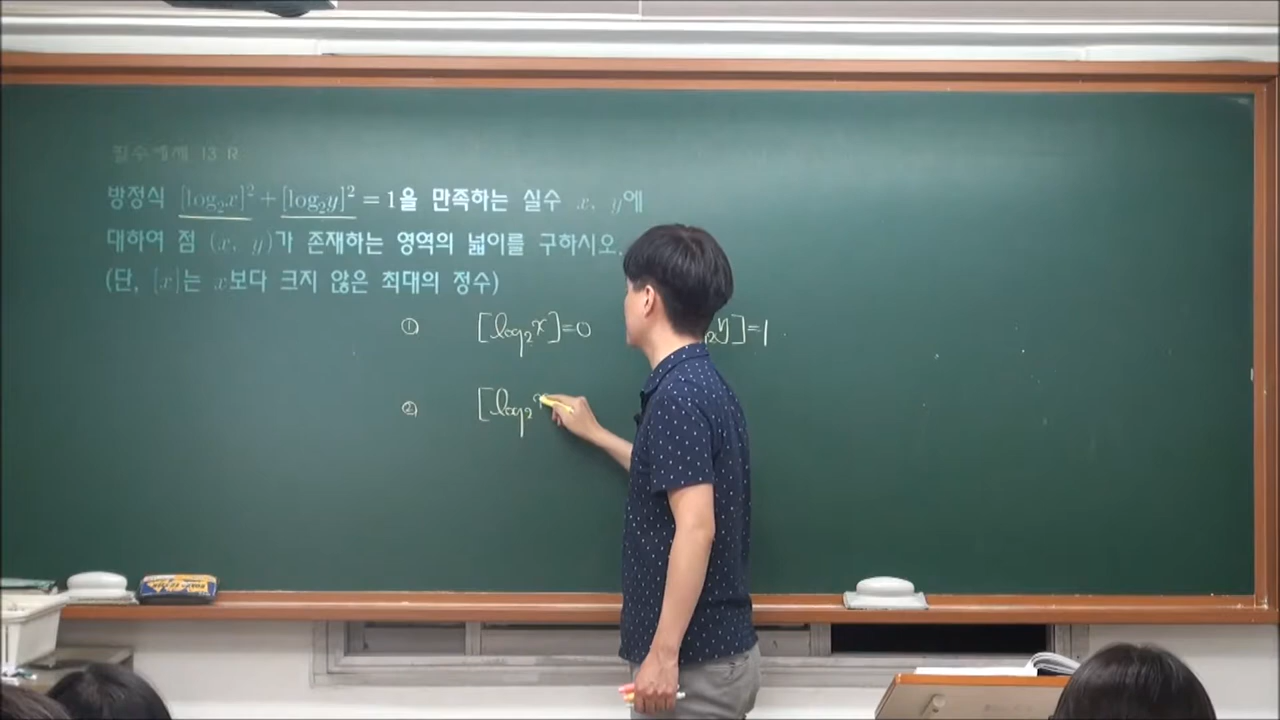 필수예제 13 R
방정식 [log₂x]² + [log₂y]² = 1을 만족하는 실수 x, y에
대하여 점 (x, y)가 존재하는 영역의 넓이를 구하시오.
(단, [x]는 x보다 크지 않은 최대의 정수)
① [log₂x]=0 ₂y]=1
② [log₂